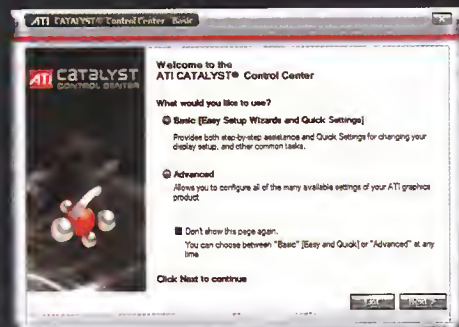 ATI CATALYST® Control Center - Basic
ATI CATALYST
CONTROL CENTER
Welcome to the
ATI CATALYST® Control Center
What would you like to use?
Basic [Easy Setup Wizards and Quick Settings]
Provides both step-by-step assistance and Quick Settings for changing your
display setup, and other common tasks.
Advanced
Allows you to configure all of the many available settings of your ATI graphics
product
Don't show this page again.
You can choose between "Basic" [Easy and Quick] or "Advanced" at any
time
Click Next to continue
Exit
Next >